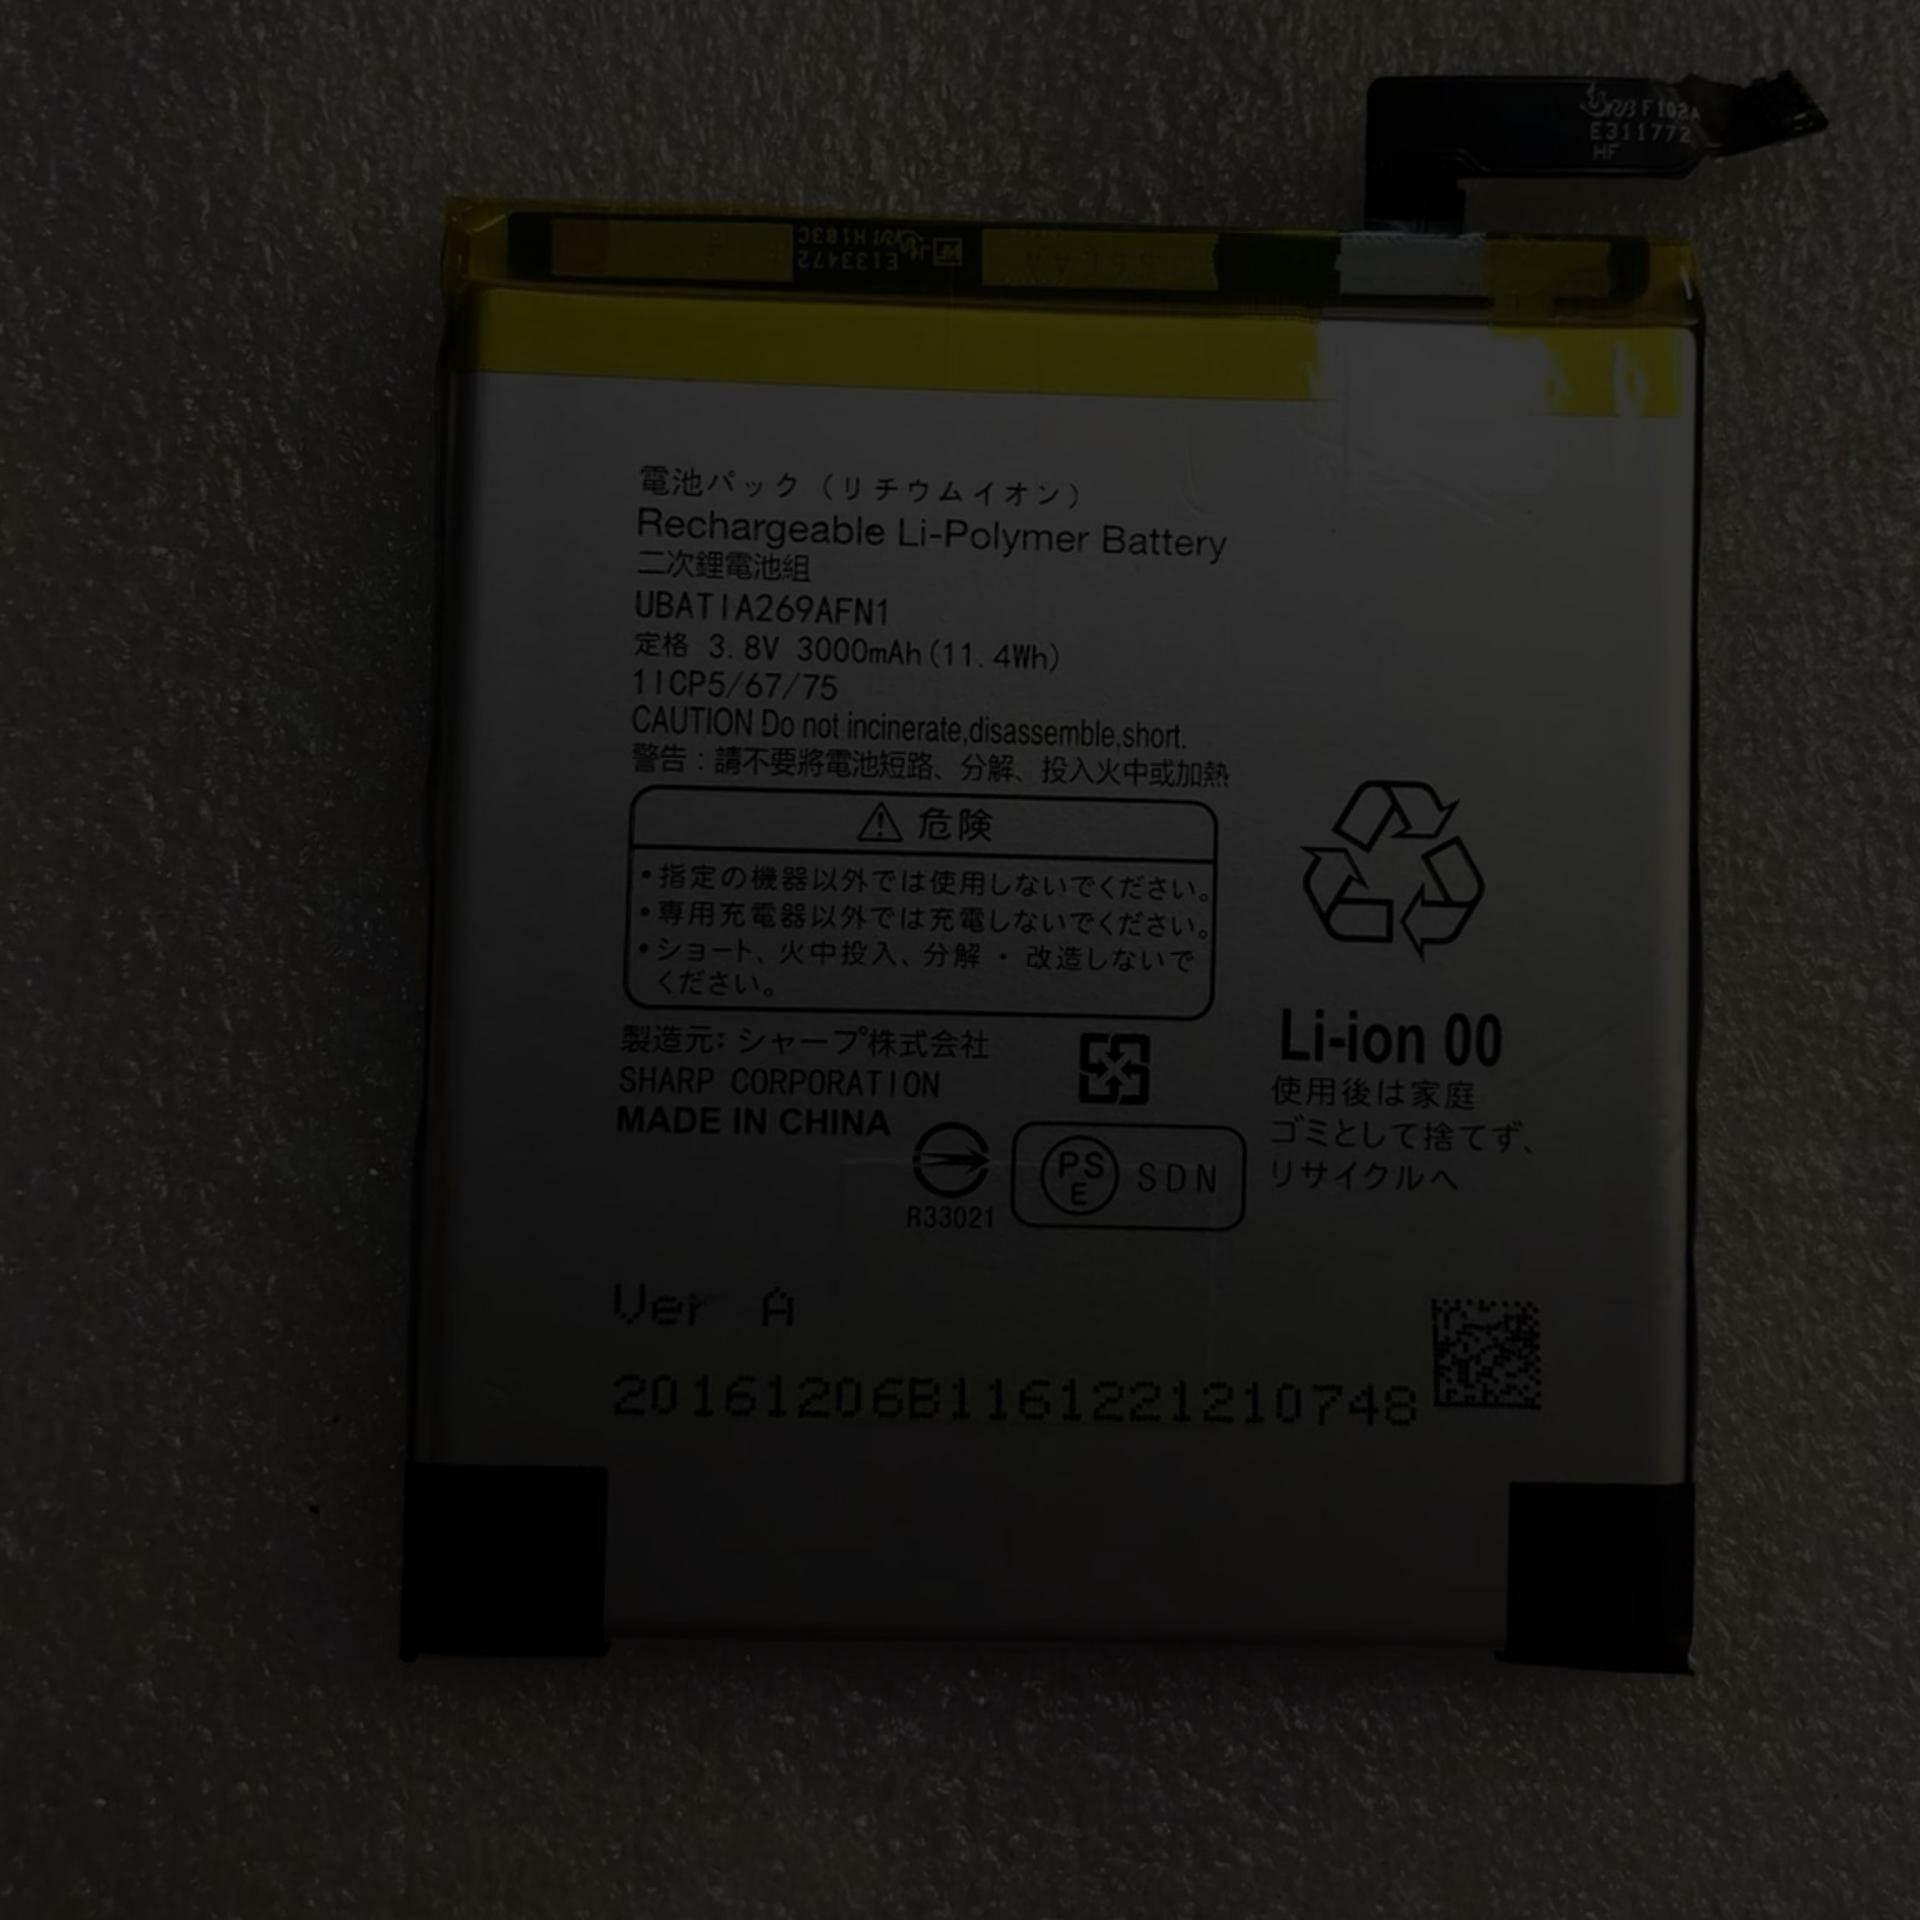 F102A
E311772
HF
H183C
E133472
電池パック（リチウムイオン）
Rechargeable Li-Polymer Battery
二次鋰電池組
UBATIA269AFN1
定格 3.8V 3000mAh(11.4Wh)
1ICP5/67/75
CAUTION Do not incinerate,disassemble,short.
警告：請不要將電池短路、分解、投入火中或加熱
危険
•指定の機器以外では使用しないでください。
•専用充電器以外では充電しないでください。
•ショート、火中投入、分解・改造しないで
ください。
製造元：シャープ株式会社
SHARP CORPORATION
MADE IN CHINA
R33021
PS
E
SDN
Li-ion 00
使用後は家庭
ゴミとして捨てず、
リサイクルへ
Ver A
20161206B1161221210748